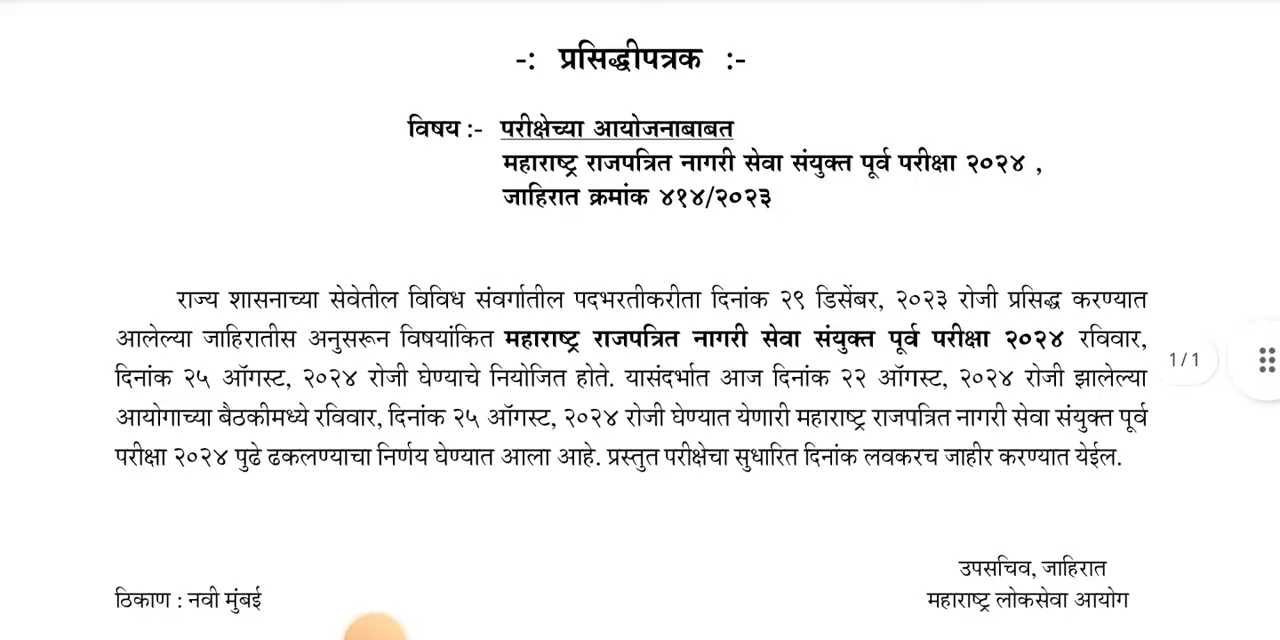 -: प्रसिद्धीपत्रक :-
विषय :- परीक्षेच्या आयोजनाबाबत
महाराष्ट्र राजपत्रित नागरी सेवा संयुक्त पूर्व परीक्षा २०२४ ,
जाहिरात क्रमांक ४१४/२०२३
राज्य शासनाच्या सेवेतील विविध संवर्गातील पदभरतीकरीता दिनांक २९ डिसेंबर, २०२३ रोजी प्रसिद्ध करण्यात
आलेल्या जाहिरातीस अनुसरून विषयांकित महाराष्ट्र राजपत्रित नागरी सेवा संयुक्त पूर्व परीक्षा २०२४ रविवार,
दिनांक २५ ऑगस्ट, २०२४ रोजी घेण्याचे नियोजित होते. यासंदर्भात आज दिनांक २२ ऑगस्ट, २०२४ रोजी झालेल्या
आयोगाच्या बैठकीमध्ये रविवार, दिनांक २५ ऑगस्ट, २०२४ रोजी घेण्यात येणारी महाराष्ट्र राजपत्रित नागरी सेवा संयुक्त पूर्व
परीक्षा २०२४ पुढे ढकलण्याचा निर्णय घेण्यात आला आहे. प्रस्तुत परीक्षेचा सुधारित दिनांक लवकरच जाहीर करण्यात येईल.
1 / 1
उपसचिव, जाहिरात
ठिकाण : नवी मुंबई महाराष्ट्र लोकसेवा आयोग